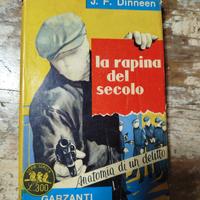 J. F. Dinneen
la rapina
del
secolo
Anatomia di un delitto
L.300
GARZANTI